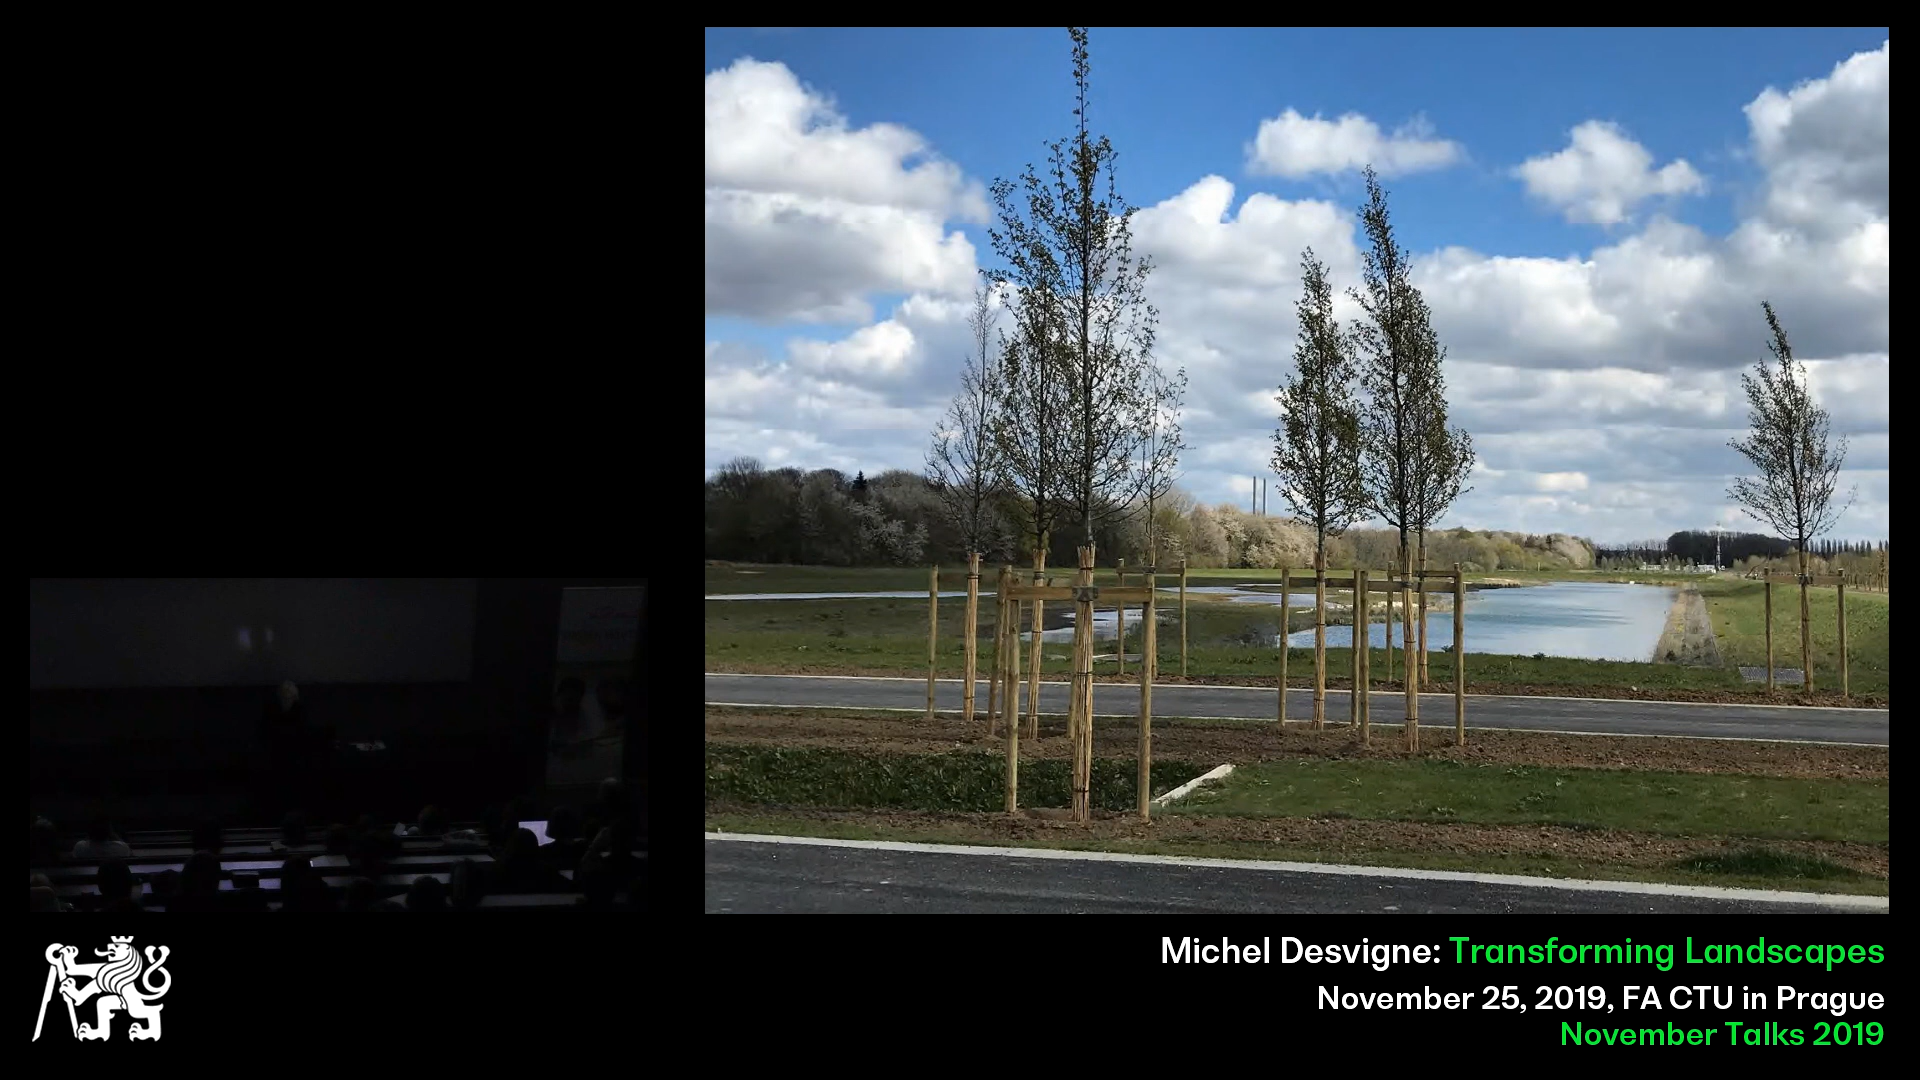 Michel Desvigne: Transforming Landscapes
November 25, 2019, FA CTU in Prague
November Talks 2019